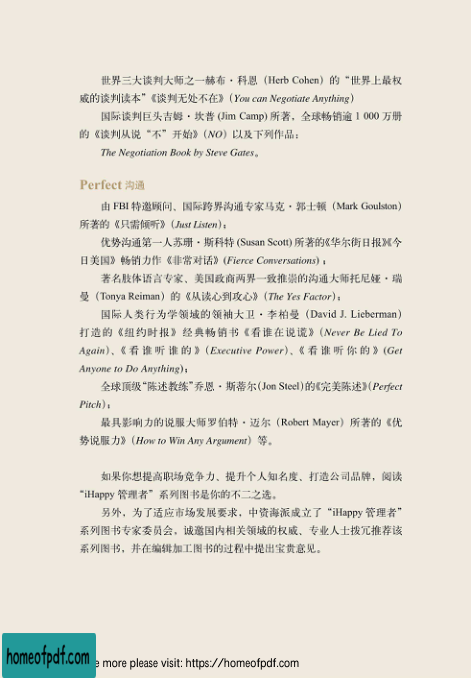 世界三大谈判大师之一赫布·科恩（Herb Cohen）的“世界上最权
威的谈判读本”《谈判无处不在》（You can Negotiate Anything）
国际谈判巨头吉姆·坎普 (Jim Camp) 所著，全球畅销逾 1 000 万册
的《谈判从说“不”开始》（NO）以及下列作品：
The Negotiation Book by Steve Gates。
Perfect 沟通
由 FBI 特邀顾问、国际跨界沟通专家马克·郭士顿（Mark Goulston）
所著的《只需倾听》（Just Listen）；
优势沟通第一人苏珊·斯科特 (Susan Scott) 所著的《华尔街日报》《今
日美国》畅销力作《非常对话》（Fierce Conversations）；
著名肢体语言专家、美国政商两界一致推崇的沟通大师托尼娅·瑞
曼（Tonya Reiman）的《从读心到攻心》（The Yes Factor）；
国际人类行为学领域的领袖大卫·李柏曼（David J. Lieberman）
打造的《纽约时报》经典畅销书《看谁在说谎》（Never Be Lied To
Again）、《看谁听谁的》（Executive Power）、《看谁听你的》(Get
Anyone to Do Anything)；
全球顶级“陈述教练”乔恩·斯蒂尔(Jon Steel)的《完美陈述》（Perfect
Pitch）；
最具影响力的说服大师罗伯特·迈尔（Robert Mayer）所著的《优
势说服力》（How to Win Any Argument）等。
如果你想提高职场竞争力、提升个人知名度、打造公司品牌，阅读
“iHappy 管理者”系列图书是你的不二之选。
另外，为了适应市场发展要求，中资海派成立了“iHappy 管理者”
系列图书专家委员会，诚邀国内相关领域的权威、专业人士拨冗推荐该
系列图书，并在编辑加工图书的过程中提出宝贵意见。
homeofpdf.com
e more please visit: https://homeofpdf.com